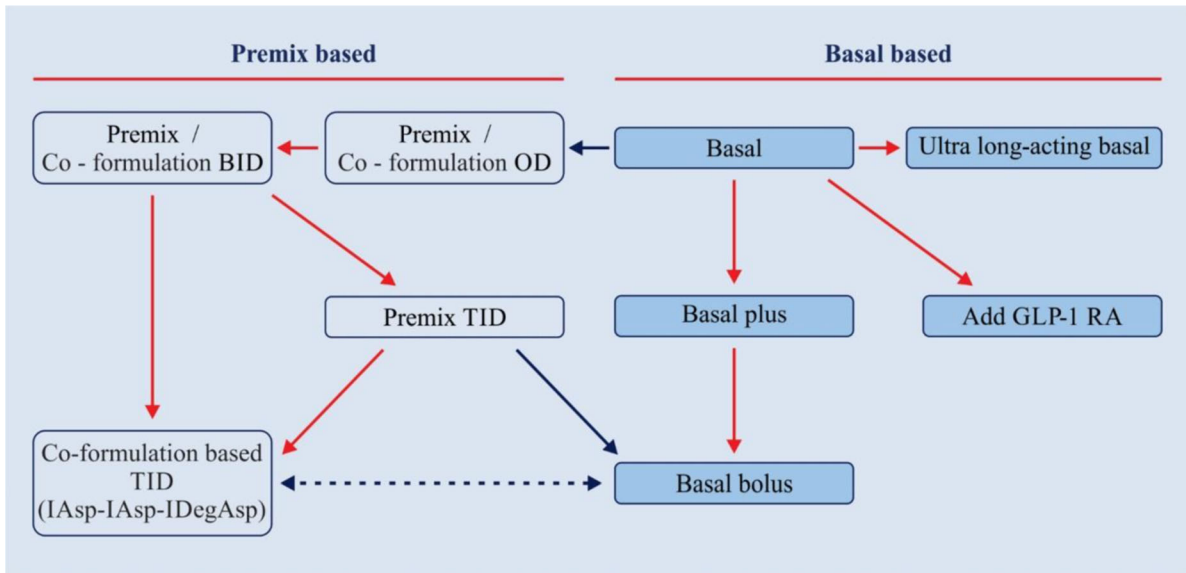 Premix based
Basal based
Premix /
Co - formulation BID
Premix /
Co - formulation OD
Basal
Ultra long-acting basal
Premix TID
Basal plus
Add GLP-1 RA
Co-formulation based
TID
(IAsp-IAsp-IDegAsp)
Basal bolus